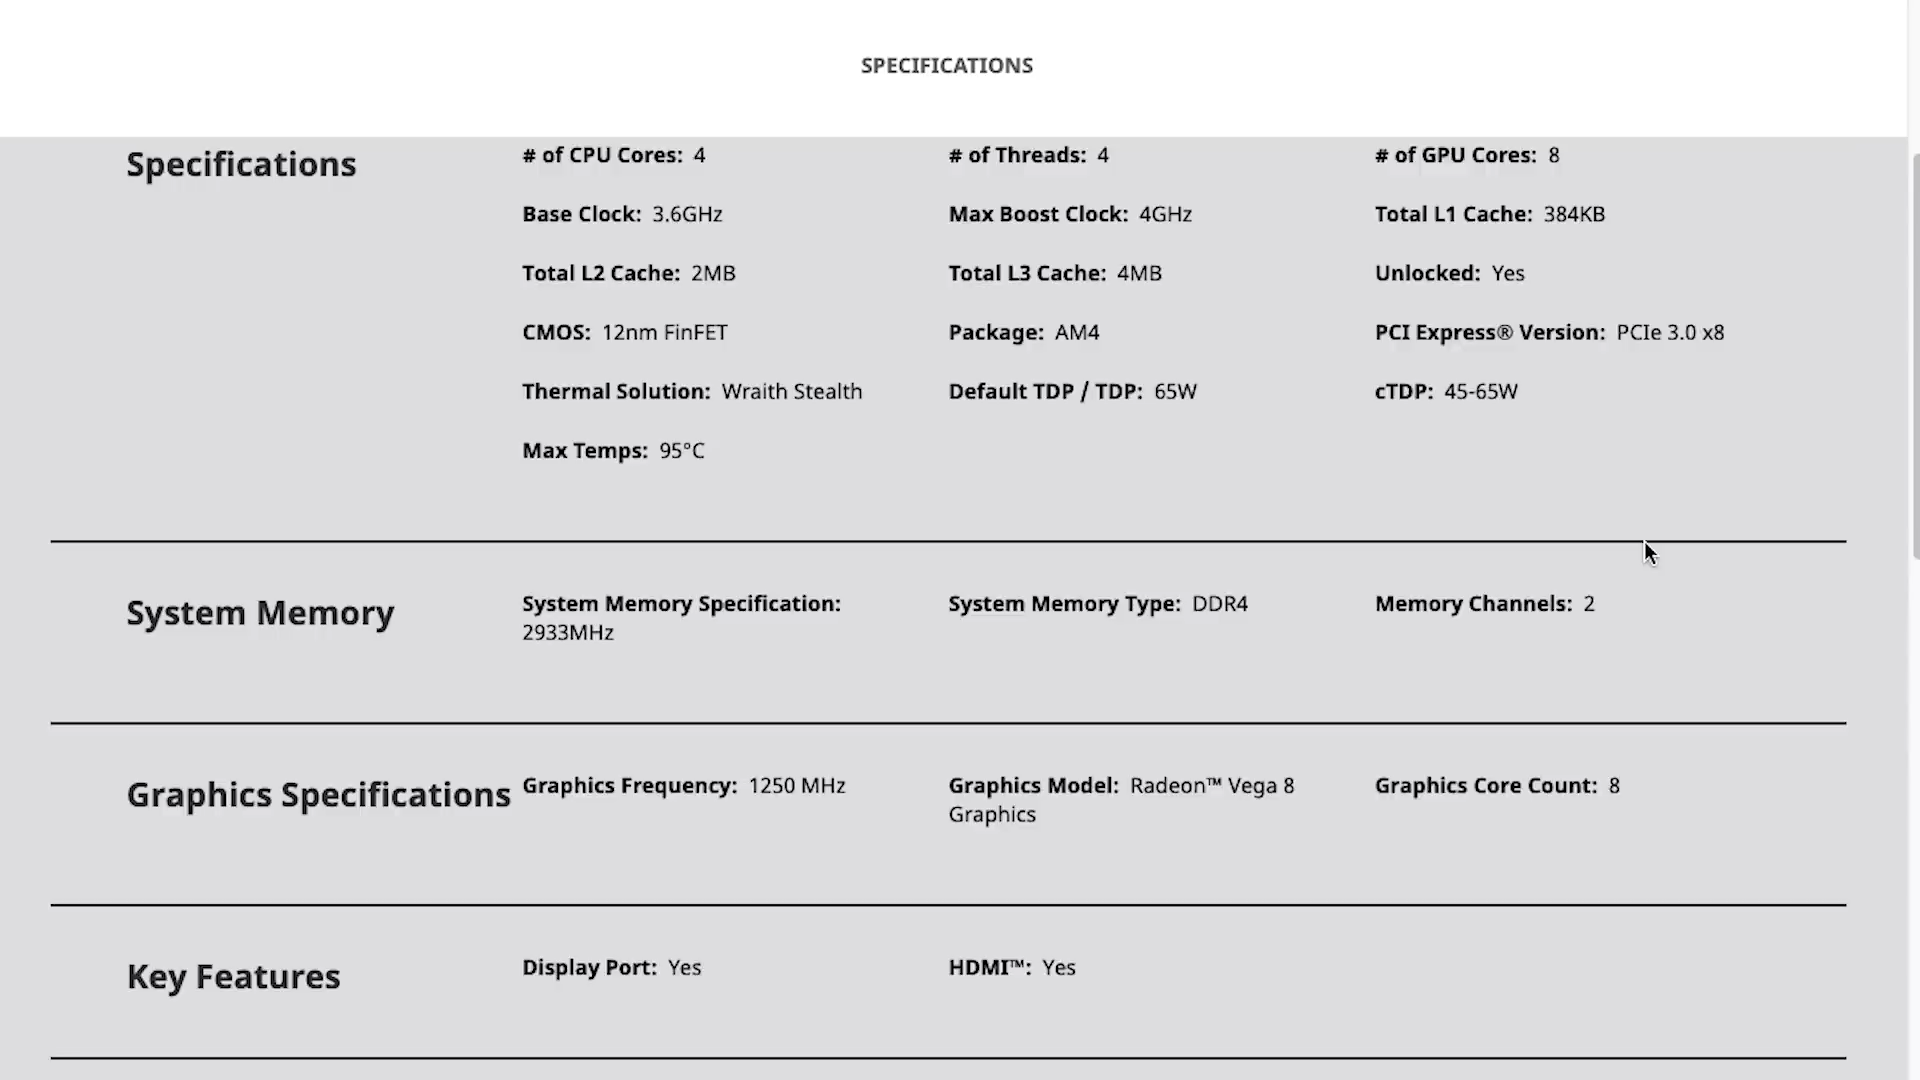 SPECIFICATIONS
Specifications
# of CPU Cores: 4
# of Threads: 4
# of GPU Cores: 8
Base Clock: 3.6GHz
Max Boost Clock: 4GHz
Total L1 Cache: 384KB
Total L2 Cache: 2MB
Total L3 Cache: 4MB
Unlocked: Yes
CMOS: 12nm FinFET
Package: AM4
PCI Express® Version: PCIe 3.0 x8
Thermal Solution: Wraith Stealth
Default TDP / TDP: 65W
cTDP: 45-65W
Max Temps: 95°C
System Memory
System Memory Specification:
2933MHz
System Memory Type: DDR4
Memory Channels: 2
Graphics Specifications
Graphics Frequency: 1250 MHz
Graphics Model: Radeon™ Vega 8
Graphics
Graphics Core Count: 8
Key Features
Display Port: Yes
HDMI™: Yes